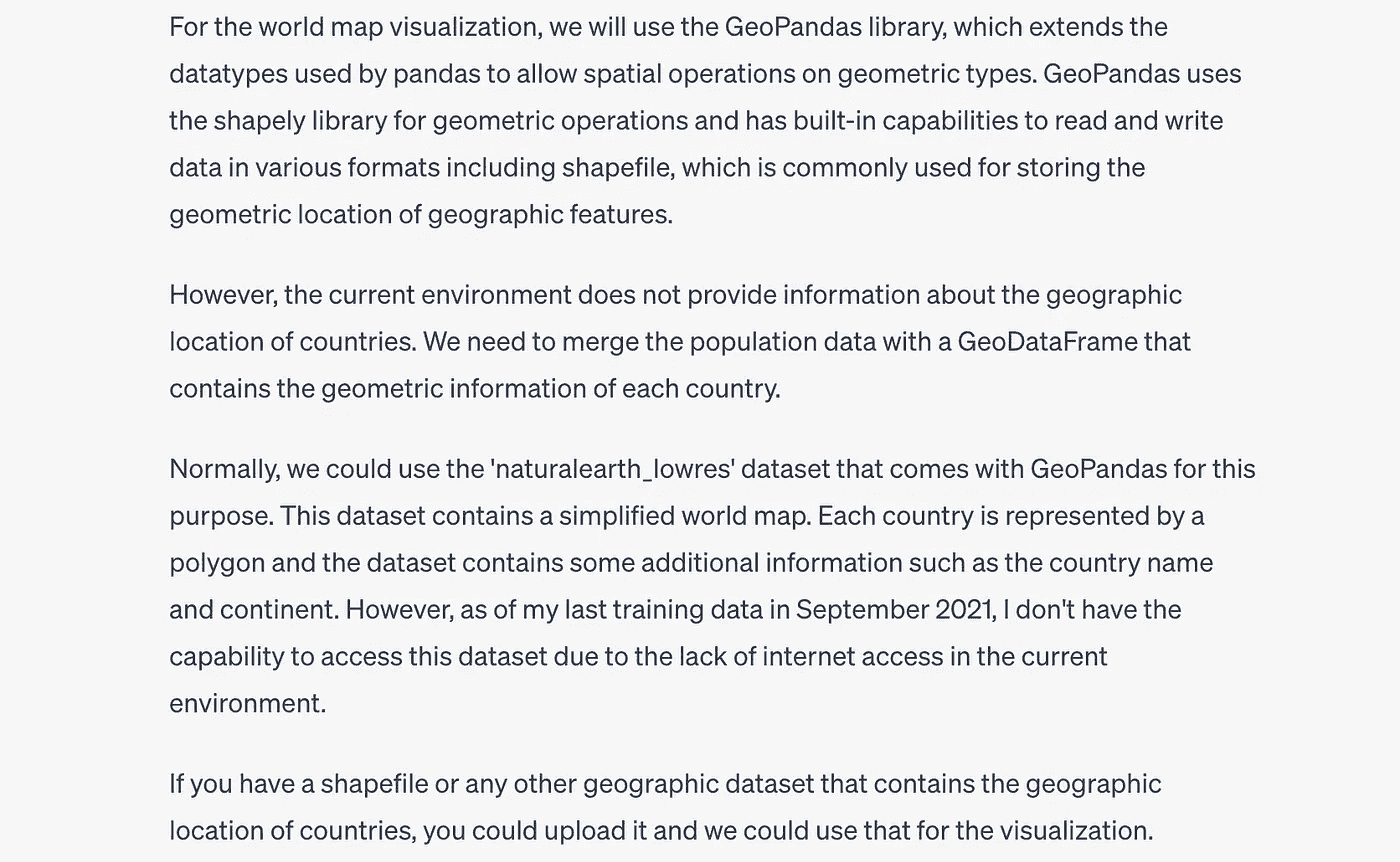 For the world map visualization, we will use the GeoPandas library, which extends the
datatypes used by pandas to allow spatial operations on geometric types. GeoPandas uses
the shapely library for geometric operations and has built-in capabilities to read and write
data in various formats including shapefile, which is commonly used for storing the
geometric location of geographic features.
However, the current environment does not provide information about the geographic
location of countries. We need to merge the population data with a GeoDataFrame that
contains the geometric information of each country.
Normally, we could use the 'naturalearth_lowres' dataset that comes with GeoPandas for this
purpose. This dataset contains a simplified world map. Each country is represented by a
polygon and the dataset contains some additional information such as the country name
and continent. However, as of my last training data in September 2021, I don't have the
capability to access this dataset due to the lack of internet access in the current
environment.
If you have a shapefile or any other geographic dataset that contains the geographic
location of countries, you could upload it and we could use that for the visualization.